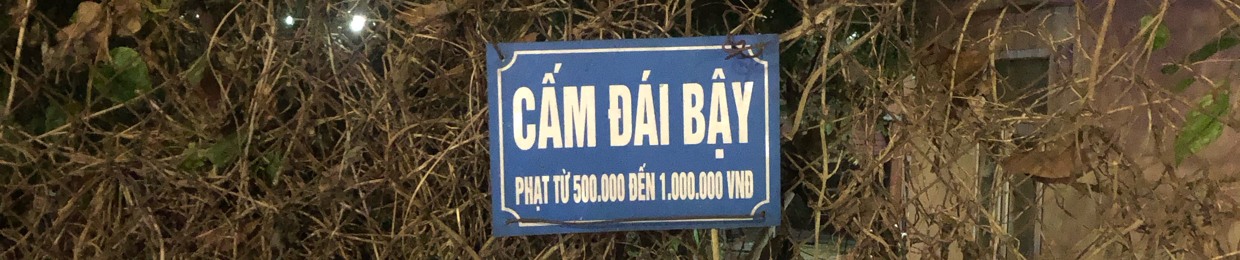 CẤM ĐÁI BẬY
PHẠT TỪ 500.000 ĐẾN 1.000.000 VNĐ